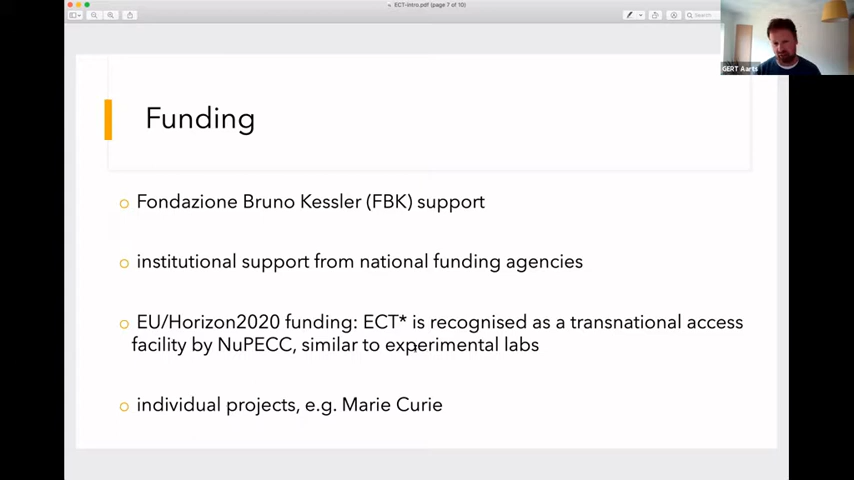 ECT-intro.pdf (page 7 of 10)
Search
GERT Aarts
Funding
Fondazione Bruno Kessler (FBK) support
institutional support from national funding agencies
EU/Horizon2020 funding: ECT* is recognised as a transnational access
facility by NuPECC, similar to experimental labs
individual projects, e.g. Marie Curie